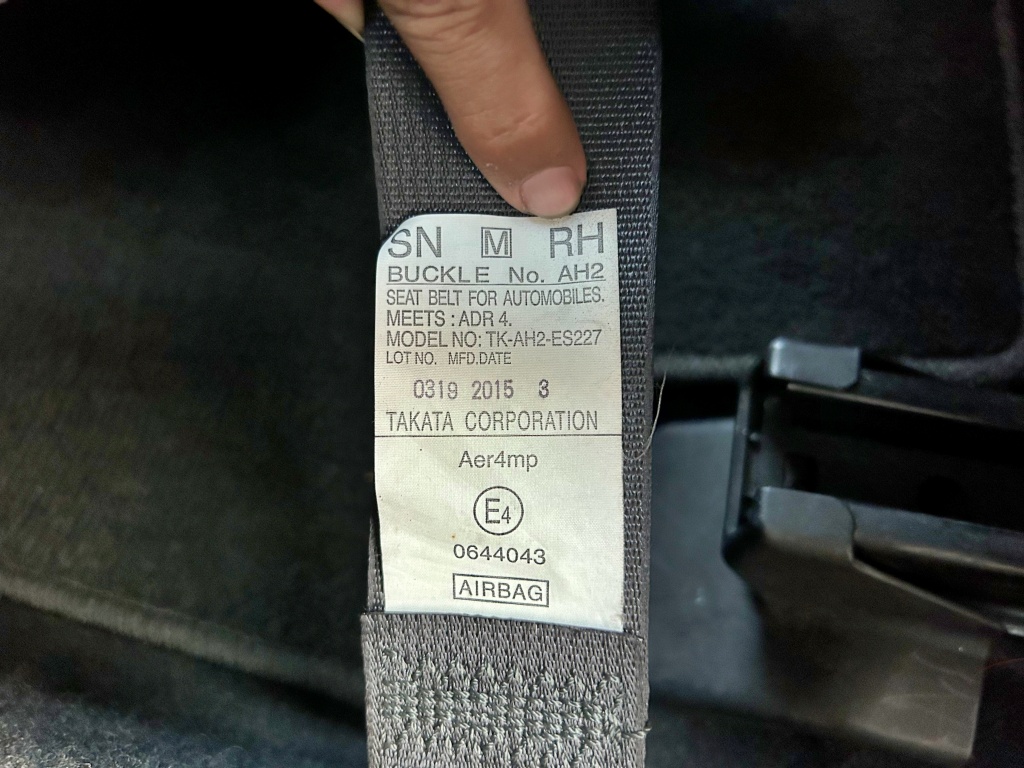 SN M RH
BUCKLE No. AH2
SEAT BELT FOR AUTOMOBILES.
MEETS : ADR 4.
MODEL NO: TK-AH2-ES227
LOT NO. MFD.DATE
0319 2015 3
TAKATA CORPORATION
Aer4mp
E4
0644043
AIRBAG